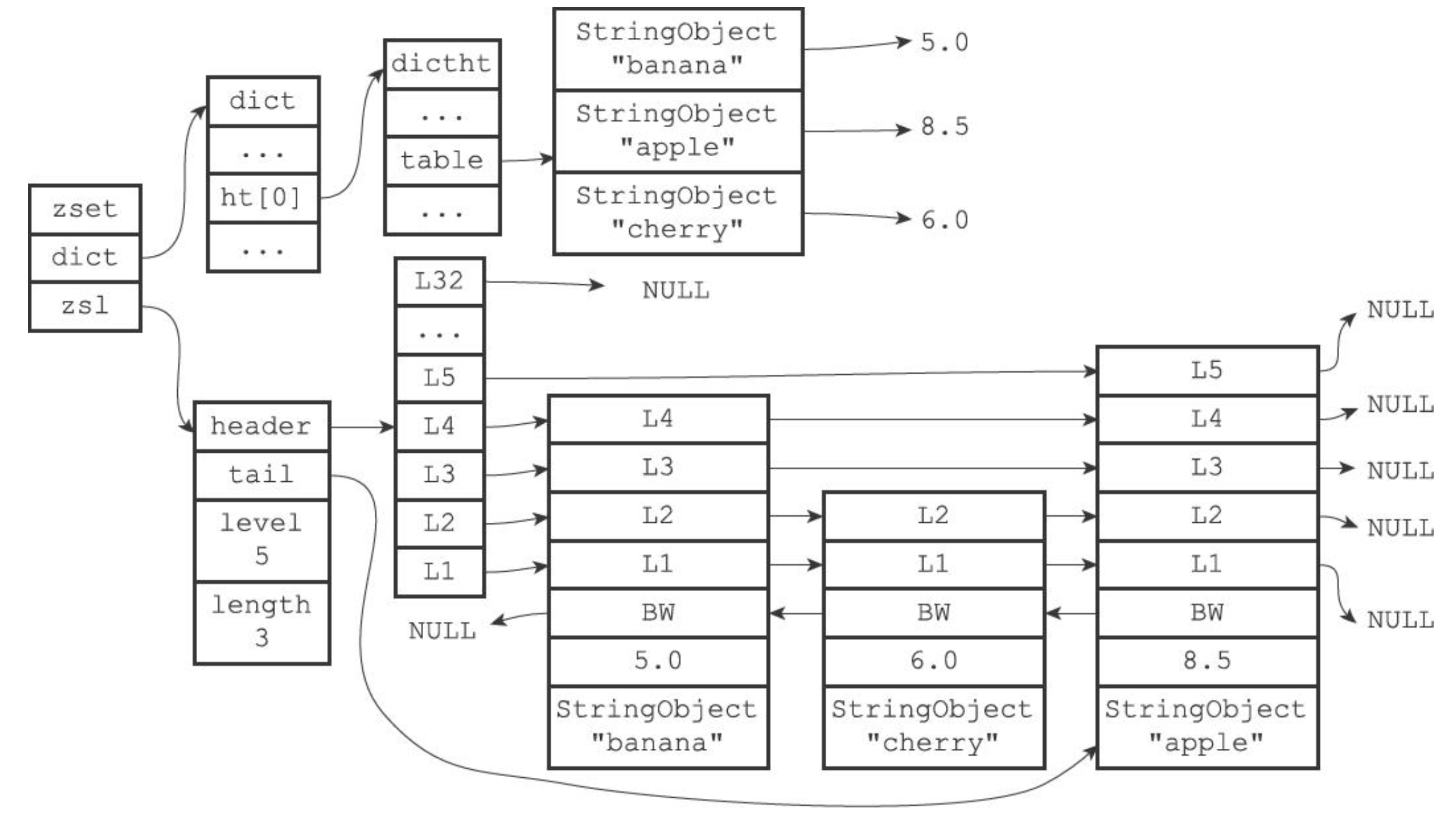 zset
dict
zsl
dict
...
ht[0]
...
dictht
...
table
...
StringObject
"banana"
StringObject
"apple"
StringObject
"cherry"
5.0
8.5
6.0
header
tail
level
5
length
3
L32
...
L5
L4
L3
L2
L1
NULL
NULL
L4
L3
L2
L1
BW
5.0
StringObject
"banana"
L2
L1
BW
6.0
StringObject
"cherry"
L5
L4
L3
L2
L1
BW
8.5
StringObject
"apple"
NULL
NULL
NULL
NULL
NULL